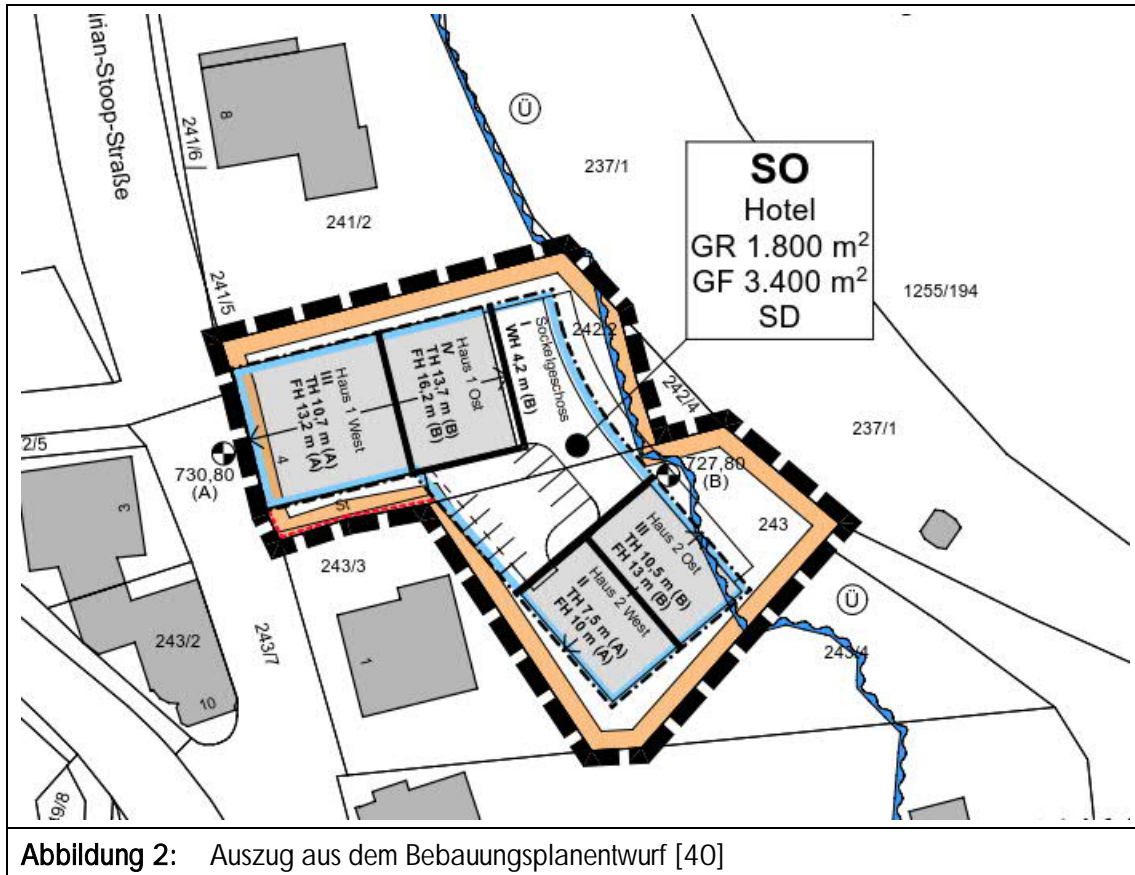 rian-Stoop-Straße
8
241/6
241/2
241/5
Ü
237/1
SO
Hotel
GR 1.800 m²
GF 3.400 m²
SD
1255/194
242/2
242/4
237/1
Haus 1 West
III
TH 10,7 m (A)
FH 13,2 m (A)
4
Haus 1 Ost
IV
TH 13,7 m (B)
FH 16,2 m (B)
Sockelgeschoss
I
WH 4,2 m (B)
2/5
730,80
(A)
St
727,80
(B)
243
3
243/3
243/2
10
243/7
1
Haus 2 Ost
III
TH 10,5 m (B)
FH 13 m (B)
Haus 2 West
II
TH 7,5 m (A)
FH 10 m (A)
Ü
243/4
49/8
Abbildung 2: Auszug aus dem Bebauungsplanentwurf [40]